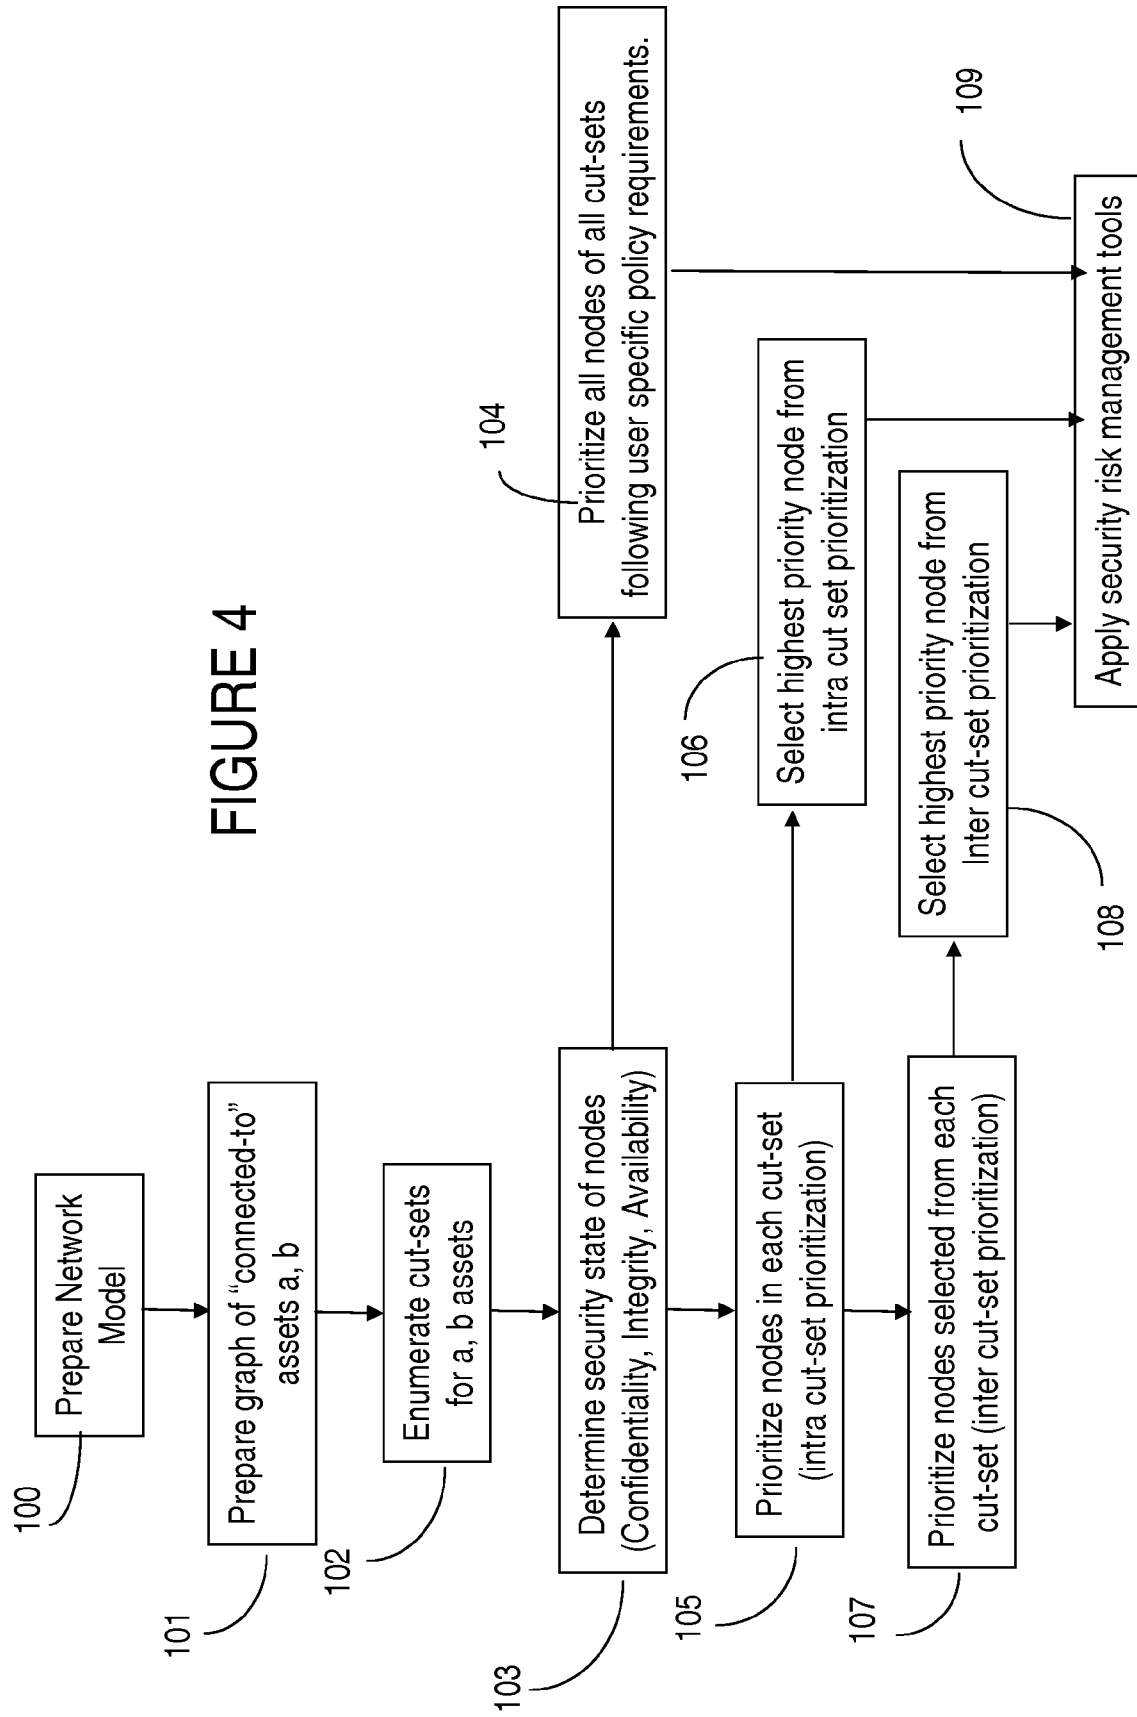 FIGURE 4
100
Prepare Network
Model
101
Prepare graph of “connected-to”
assets a, b
102
Enumerate cut-sets
for a, b assets
103
Determine security state of nodes
(Confidentiality, Integrity, Availability)
104
Prioritize all nodes of all cut-sets
following user specific policy requirements.
105
Prioritize nodes in each cut-set
(intra cut-set prioritization)
106
Select highest priority node from
intra cut set prioritization
107
Prioritize nodes selected from each
cut-set (inter cut-set prioritization)
108
Select highest priority node from
Inter cut-set prioritization
109
Apply security risk management tools